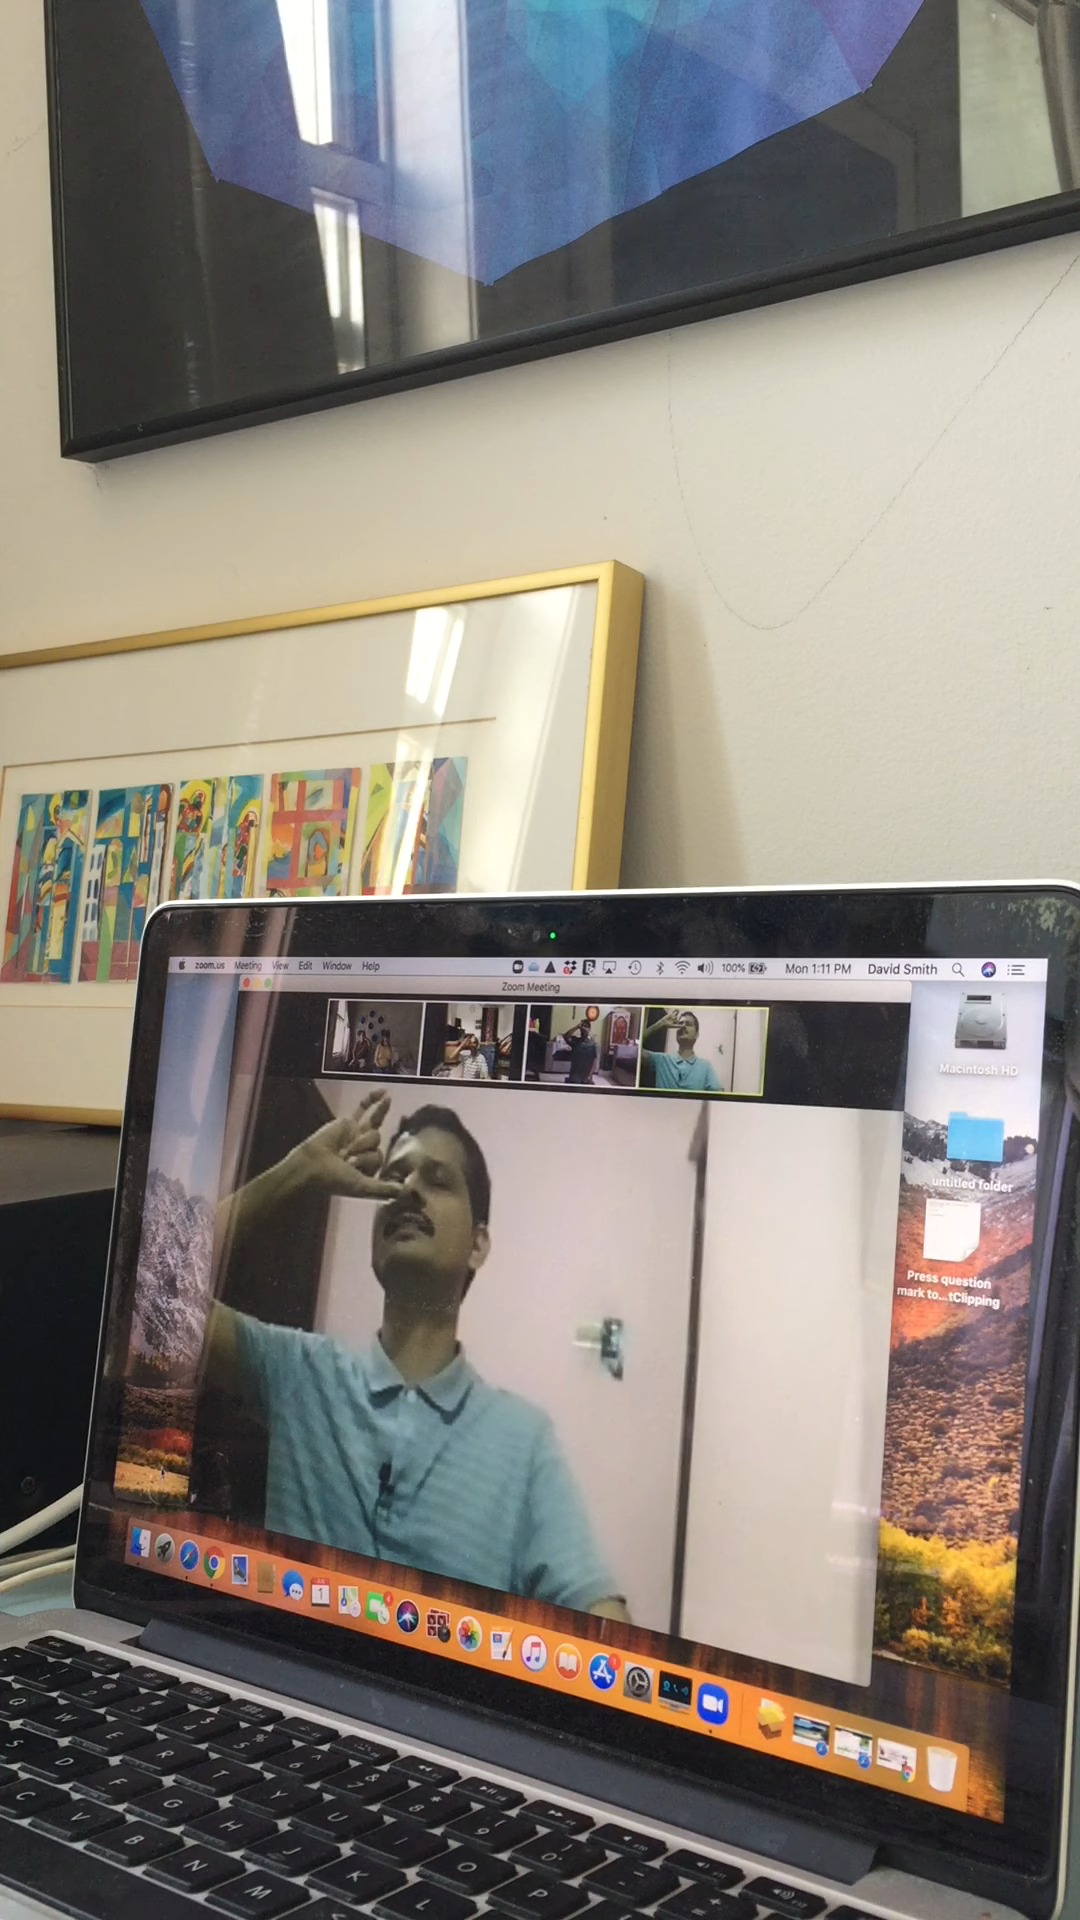 zoom.us Meeting View Edit Window Help 100% Mon 1:11 PM David Smith
Zoom Meeting
Macintosh HD
untitled folder
Press question
mark to...tClipping
1
Q W E R T Y U I O P
S D F G H J K L
C V B N M